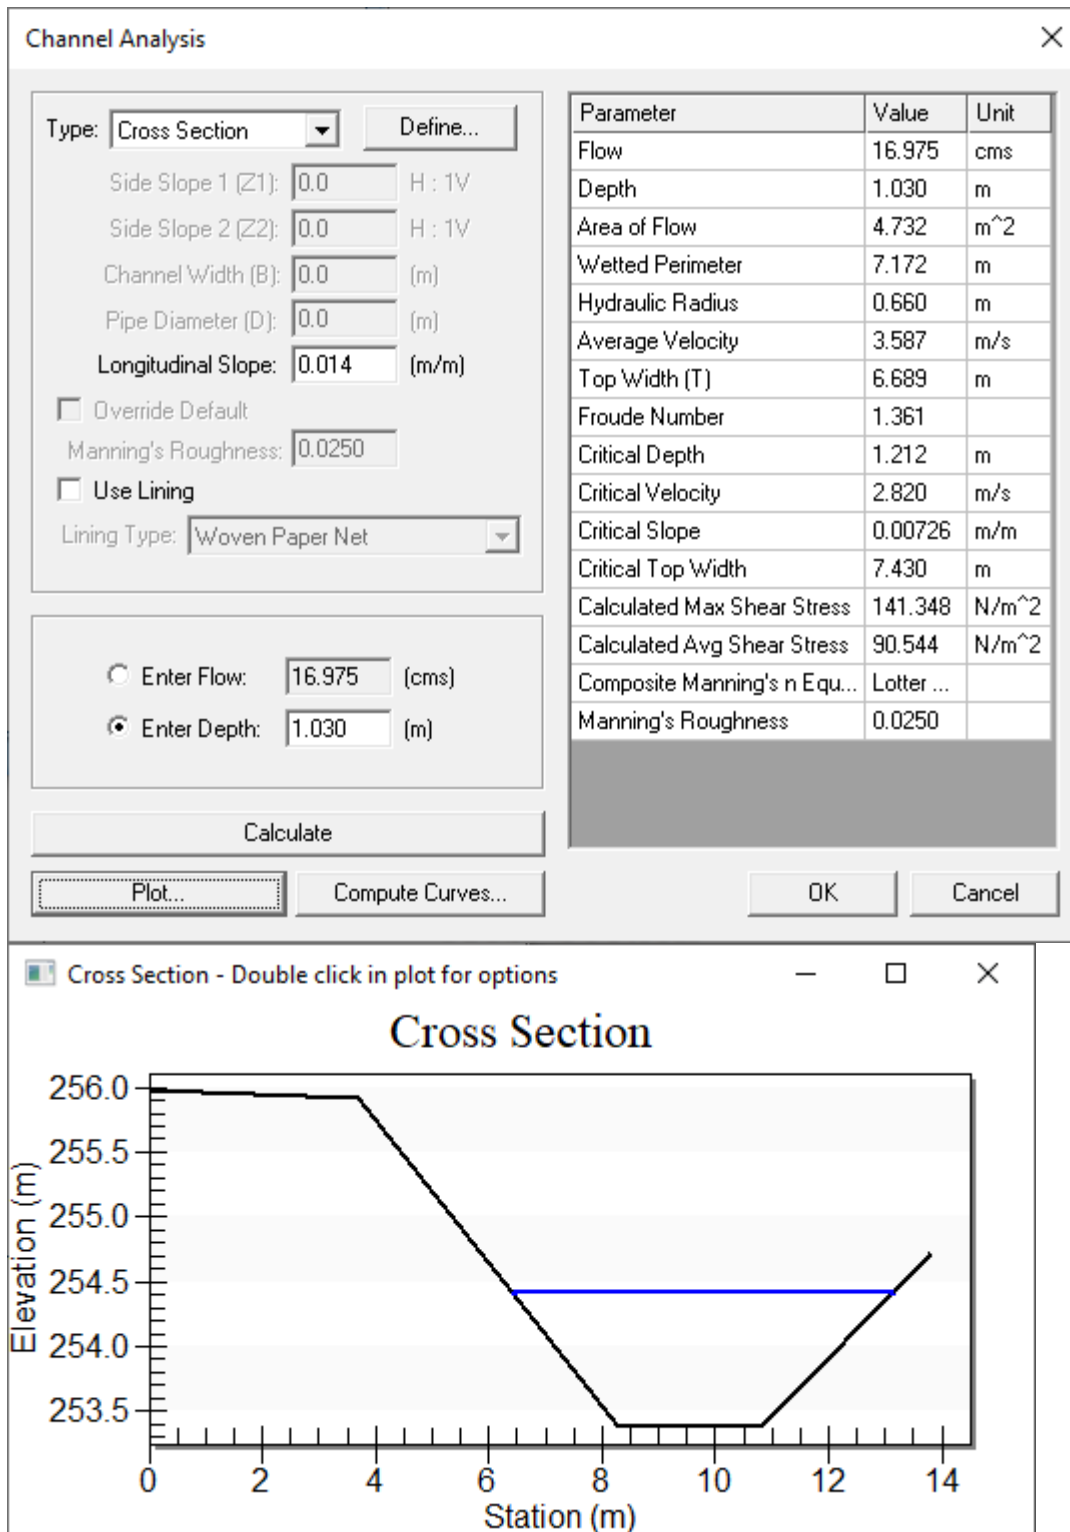 Channel Analysis
Type: Cross Section Define...
Side Slope 1 (Z1): 0.0 H : 1V
Side Slope 2 (Z2): 0.0 H : 1V
Channel Width (B): 0.0 (m)
Pipe Diameter (D): 0.0 (m)
Longitudinal Slope: 0.014 (m/m)
Override Default
Manning's Roughness: 0.0250
Use Lining
Lining Type: Woven Paper Net
Enter Flow: 16.975 (cms)
Enter Depth: 1.030 (m)
Calculate
Plot... Compute Curves...
Parameter Value Unit
Flow 16.975 cms
Depth 1.030 m
Area of Flow 4.732 m^2
Wetted Perimeter 7.172 m
Hydraulic Radius 0.660 m
Average Velocity 3.587 m/s
Top Width (T) 6.689 m
Froude Number 1.361
Critical Depth 1.212 m
Critical Velocity 2.820 m/s
Critical Slope 0.00726 m/m
Critical Top Width 7.430 m
Calculated Max Shear Stress 141.348 N/m^2
Calculated Avg Shear Stress 90.544 N/m^2
Composite Manning's n Equ... Lotter ...
Manning's Roughness 0.0250
OK Cancel
Cross Section - Double click in plot for options
Cross Section
Elevation (m)
256.0
255.5
255.0
254.5
254.0
253.5
0 2 4 6 8 10 12 14
Station (m)